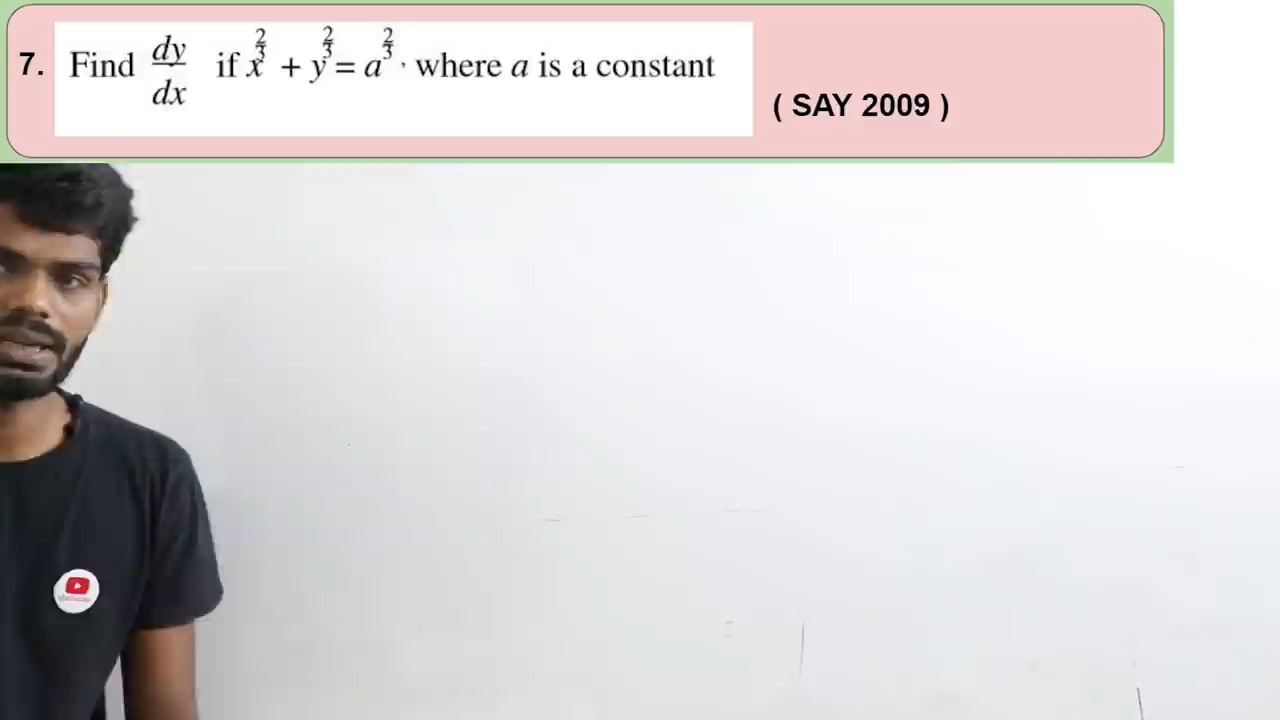 7. Find dy/dx if x^{2/3} + y^{2/3} = a^{2/3}, where a is a constant
( SAY 2009 )